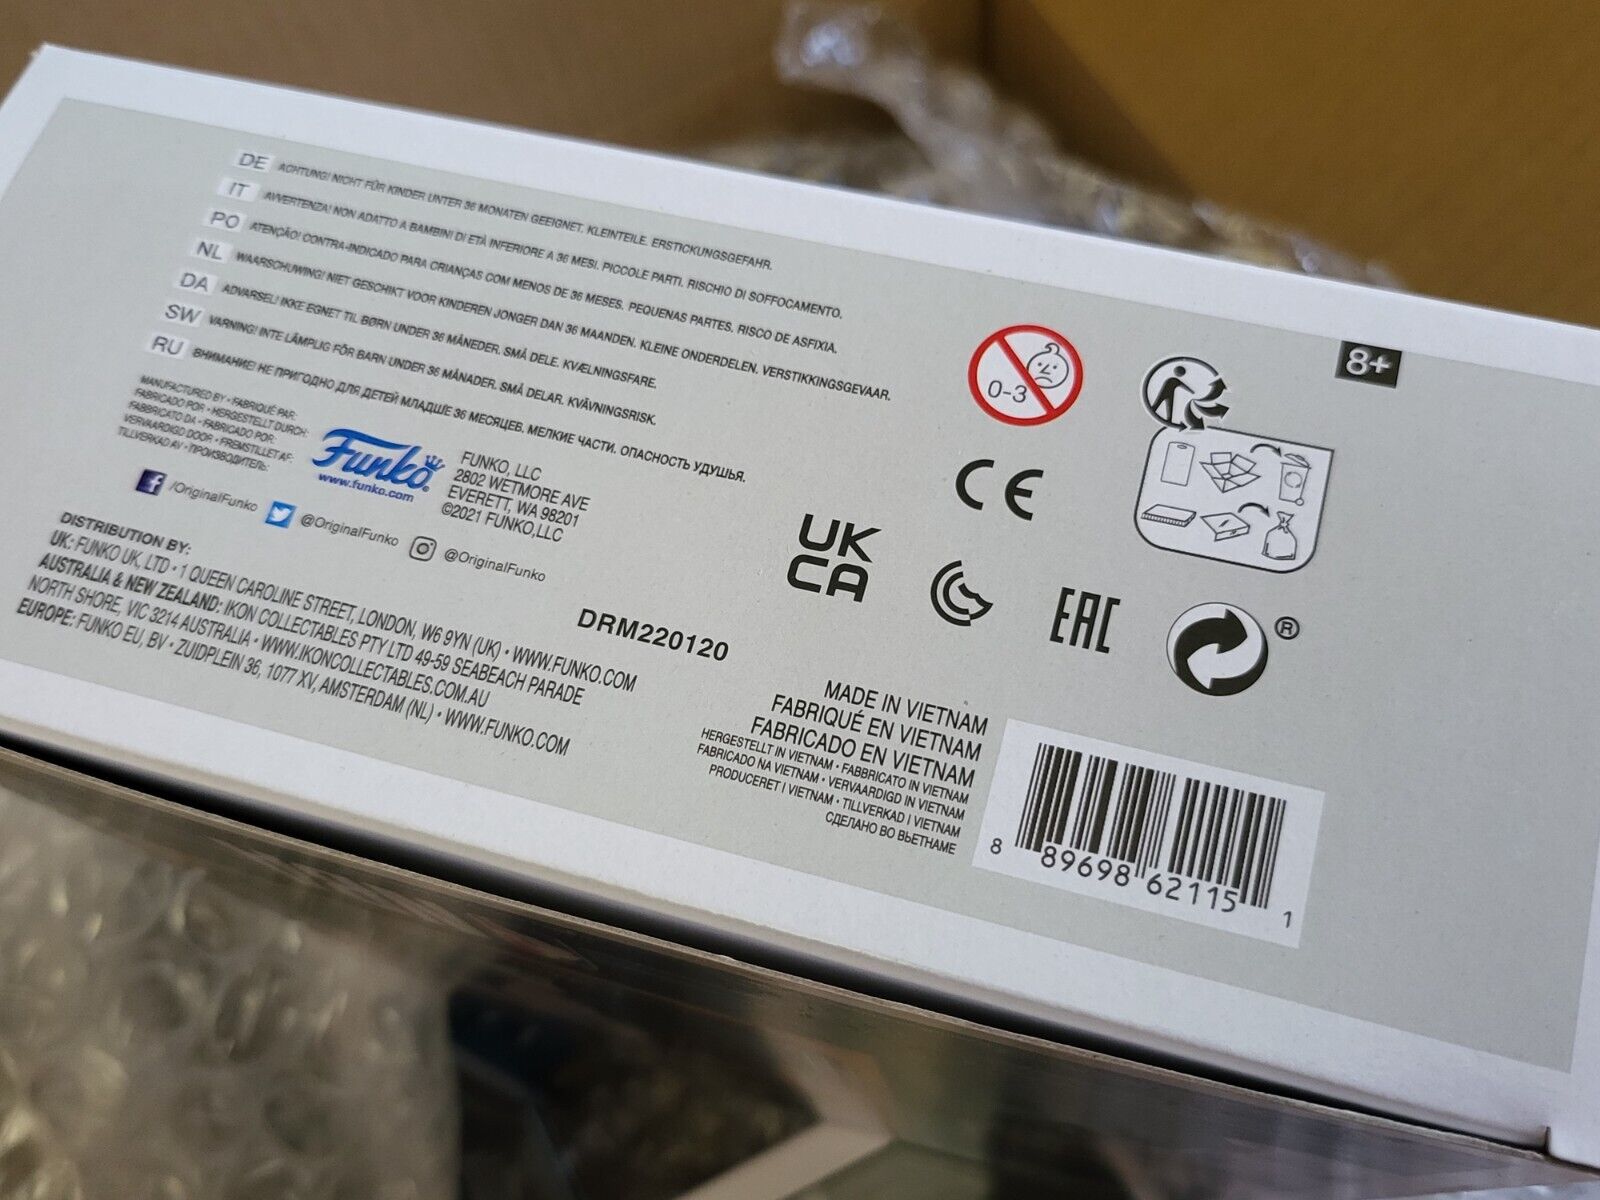 DE ACHTUNG! NICHT FÜR KINDER UNTER 36 MONATEN GEEIGNET. KLEINTEILE. ERSTICKUNGSGEFAHR.
IT AVVERTENZA! NON ADATTO A BAMBINI DI ETÀ INFERIORE A 36 MESI. PICCOLE PARTI. RISCHIO DI SOFFOCAMENTO.
PO ATENÇÃO! CONTRA-INDICADO PARA CRIANÇAS COM MENOS DE 36 MESES. PEQUENAS PARTES. RISCO DE ASFIXIA.
NL WAARSCHUWING! NIET GESCHIKT VOOR KINDEREN JONGER DAN 36 MAANDEN. KLEINE ONDERDELEN. VERSTIKKINGSGEVAAR.
DA ADVARSEL! IKKE EGNET TIL BØRN UNDER 36 MÅNEDER. SMÅ DELE. KVÆLNINGSFARE.
SW VARNING! INTE LÄMPLIG FÖR BARN UNDER 36 MÅNADER. SMÅ DELAR. KVÄVNINGSRISK.
RU ВНИМАНИЕ! НЕ ПРИГОДНО ДЛЯ ДЕТЕЙ МЛАДШЕ 36 МЕСЯЦЕВ. МЕЛКИЕ ЧАСТИ. ОПАСНОСТЬ УДУШЬЯ.
MANUFACTURED BY • FABRIQUÉ PAR:
FABRICADO POR • HERGESTELLT DURCH:
FABBRICATO DA • FABRICADO POR:
VERVAARDIGD DOOR • FREMSTILLET AF:
TILLVERKAD AV • ПРОИЗВОДИТЕЛЬ:
Funko
www.funko.com
FUNKO, LLC
2802 WETMORE AVE
EVERETT, WA 98201
©2021 FUNKO,LLC
f /OriginalFunko @OriginalFunko @OriginalFunko
DISTRIBUTION BY:
UK: FUNKO UK, LTD • 1 QUEEN CAROLINE STREET, LONDON, W6 9YN (UK) • WWW.FUNKO.COM
AUSTRALIA & NEW ZEALAND: IKON COLLECTABLES PTY LTD 49-59 SEABEACH PARADE
NORTH SHORE, VIC 3214 AUSTRALIA • WWW.IKONCOLLECTABLES.COM.AU
EUROPE: FUNKO EU, BV • ZUIDPLEIN 36, 1077 XV, AMSTERDAM (NL) • WWW.FUNKO.COM
DRM220120
0-3
8+
CE
UK
CA
EAC
®
MADE IN VIETNAM
FABRIQUÉ EN VIETNAM
FABRICADO EN VIETNAM
HERGESTELLT IN VIETNAM • FABBRICATO IN VIETNAM
FABRICADO NA VIETNAM • VERVAARDIGD IN VIETNAM
PRODUCERET I VIETNAM • TILLVERKAD I VIETNAM
СДЕЛАНО ВО ВЬЕТНАМЕ
8 89698 62115 1